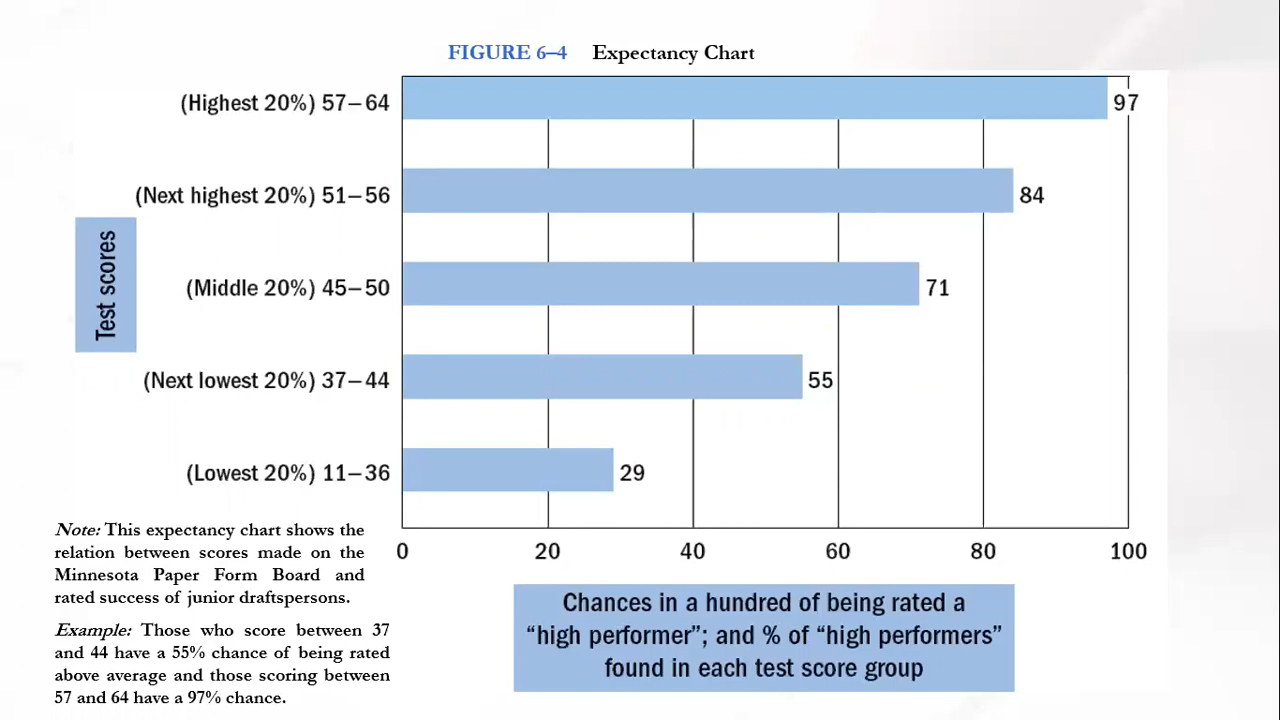 FIGURE 6–4 Expectancy Chart
(Highest 20%) 57–64
97
(Next highest 20%) 51–56
84
(Middle 20%) 45–50
71
(Next lowest 20%) 37–44
55
(Lowest 20%) 11–36
29
Test scores
0 20 40 60 80 100
Chances in a hundred of being rated a
“high performer”; and % of “high performers”
found in each test score group
Note: This expectancy chart shows the
relation between scores made on the
Minnesota Paper Form Board and
rated success of junior draftspersons.
Example: Those who score between 37
and 44 have a 55% chance of being rated
above average and those scoring between
57 and 64 have a 97% chance.